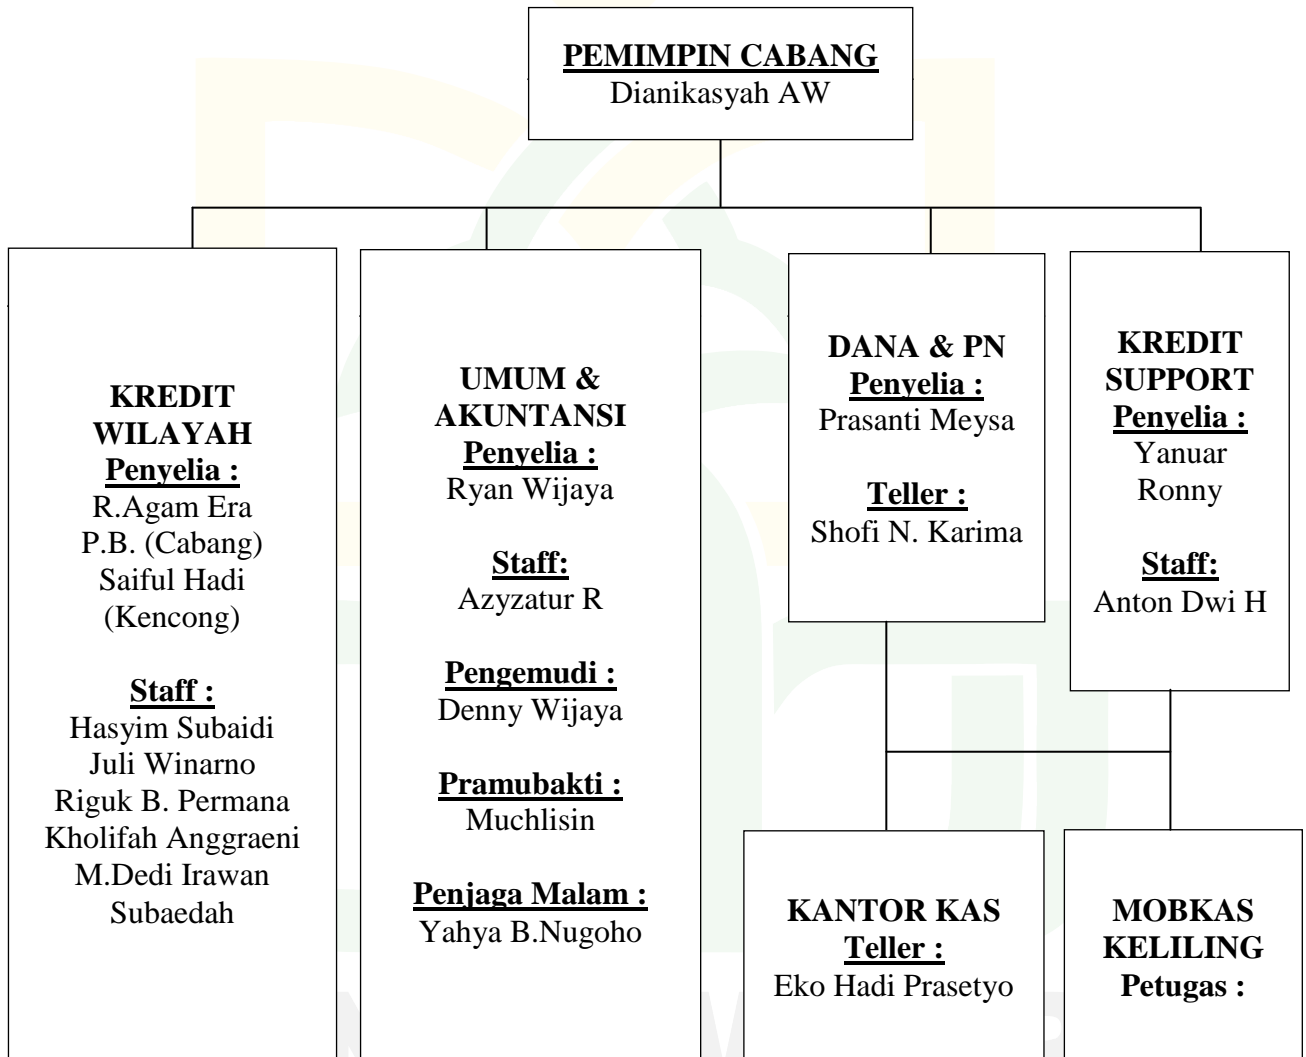 PEMIMPIN CABANG
Dianikasyah AW
KREDIT
WILAYAH
Penyelia :
R.Agam Era
P.B. (Cabang)
Saiful Hadi
(Kencong)
Staff :
Hasyim Subaidi
Juli Winarno
Riguk B. Permana
Kholifah Anggraeni
M.Dedi Irawan
Subaedah
UMUM &
AKUNTANSI
Penyelia :
Ryan Wijaya
Staff:
Azyzatur R
Pengemudi :
Denny Wijaya
Pramubakti :
Muchlisin
Penjaga Malam :
Yahya B.Nugoho
DANA & PN
Penyelia :
Prasanti Meysa
Teller :
Shofi N. Karima
KREDIT
SUPPORT
Penyelia :
Yanuar
Ronny
Staff:
Anton Dwi H
KANTOR KAS
Teller :
Eko Hadi Prasetyo
MOBKAS
KELILING
Petugas :